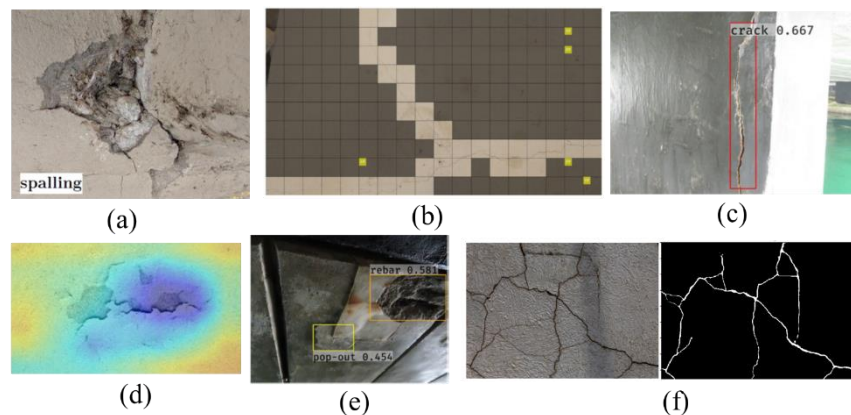 crack 0.667
spalling
(a)
(b)
(c)
rebar 0.581
pop-out 0.454
(d)
(e)
(f)